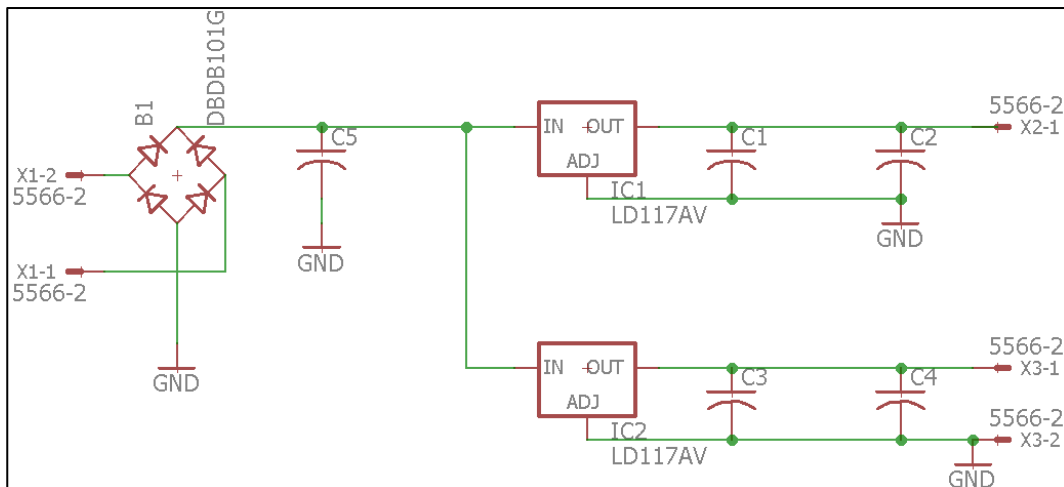 B1
DBDB101G
X1-2
5566-2
X1-1
5566-2
GND
C5
GND
IN
OUT
ADJ
IC1
LD117AV
C1
C2
GND
5566-2
X2-1
IN
OUT
ADJ
IC2
LD117AV
C3
C4
5566-2
X3-1
5566-2
X3-2
GND